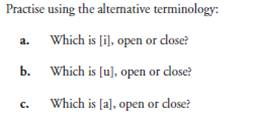 Practise using the alternative terminology:
a. Which is [i], open or close?
b. Which is [u], open or close?
c. Which is [a], open or close?